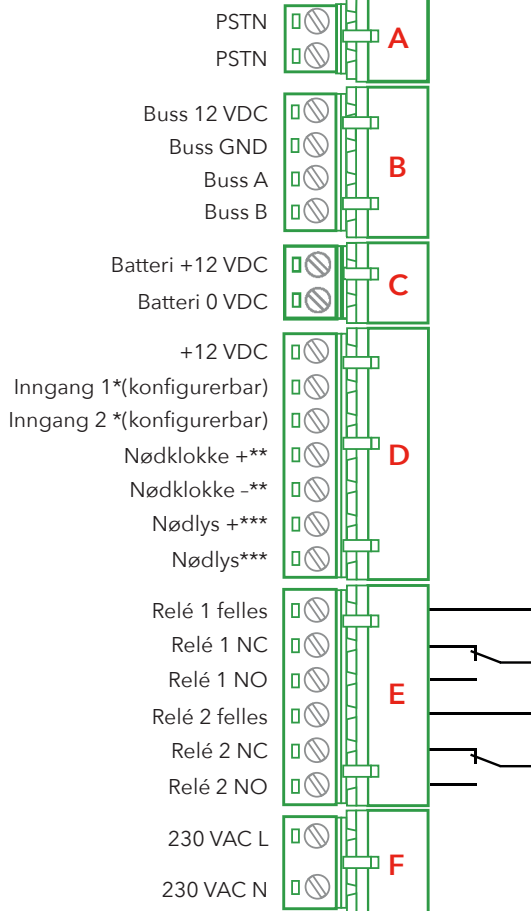 PSTN
PSTN
A
Buss 12 VDC
Buss GND
Buss A
Buss B
B
Batteri +12 VDC
Batteri 0 VDC
C
+12 VDC
Inngang 1*(konfigurerbar)
Inngang 2 *(konfigurerbar)
Nødklokke +**
Nødklokke –**
Nødlys +***
Nødlys***
D
Relé 1 felles
Relé 1 NC
Relé 1 NO
Relé 2 felles
Relé 2 NC
Relé 2 NO
E
230 VAC L
230 VAC N
F